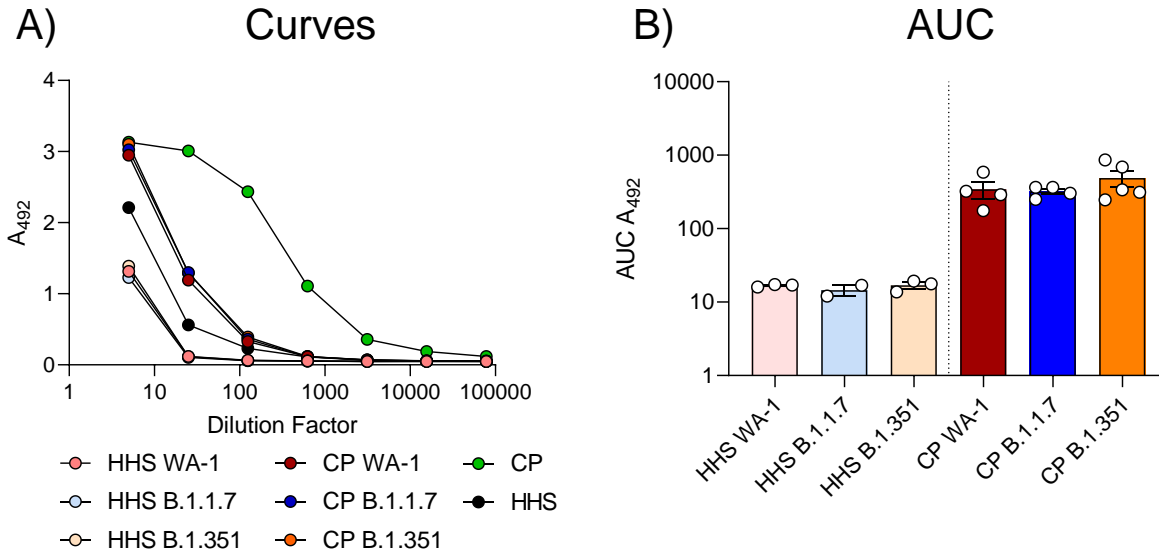 A)
Curves
A492
4
3
2
1
0
1
10
100
1000
10000
100000
Dilution Factor
HHS WA-1
CP WA-1
CP
HHS B.1.1.7
CP B.1.1.7
HHS
HHS B.1.351
CP B.1.351
B)
AUC
AUC A492
10000
1000
100
10
1
HHS WA-1
HHS B.1.1.7
HHS B.1.351
CP WA-1
CP B.1.1.7
CP B.1.351